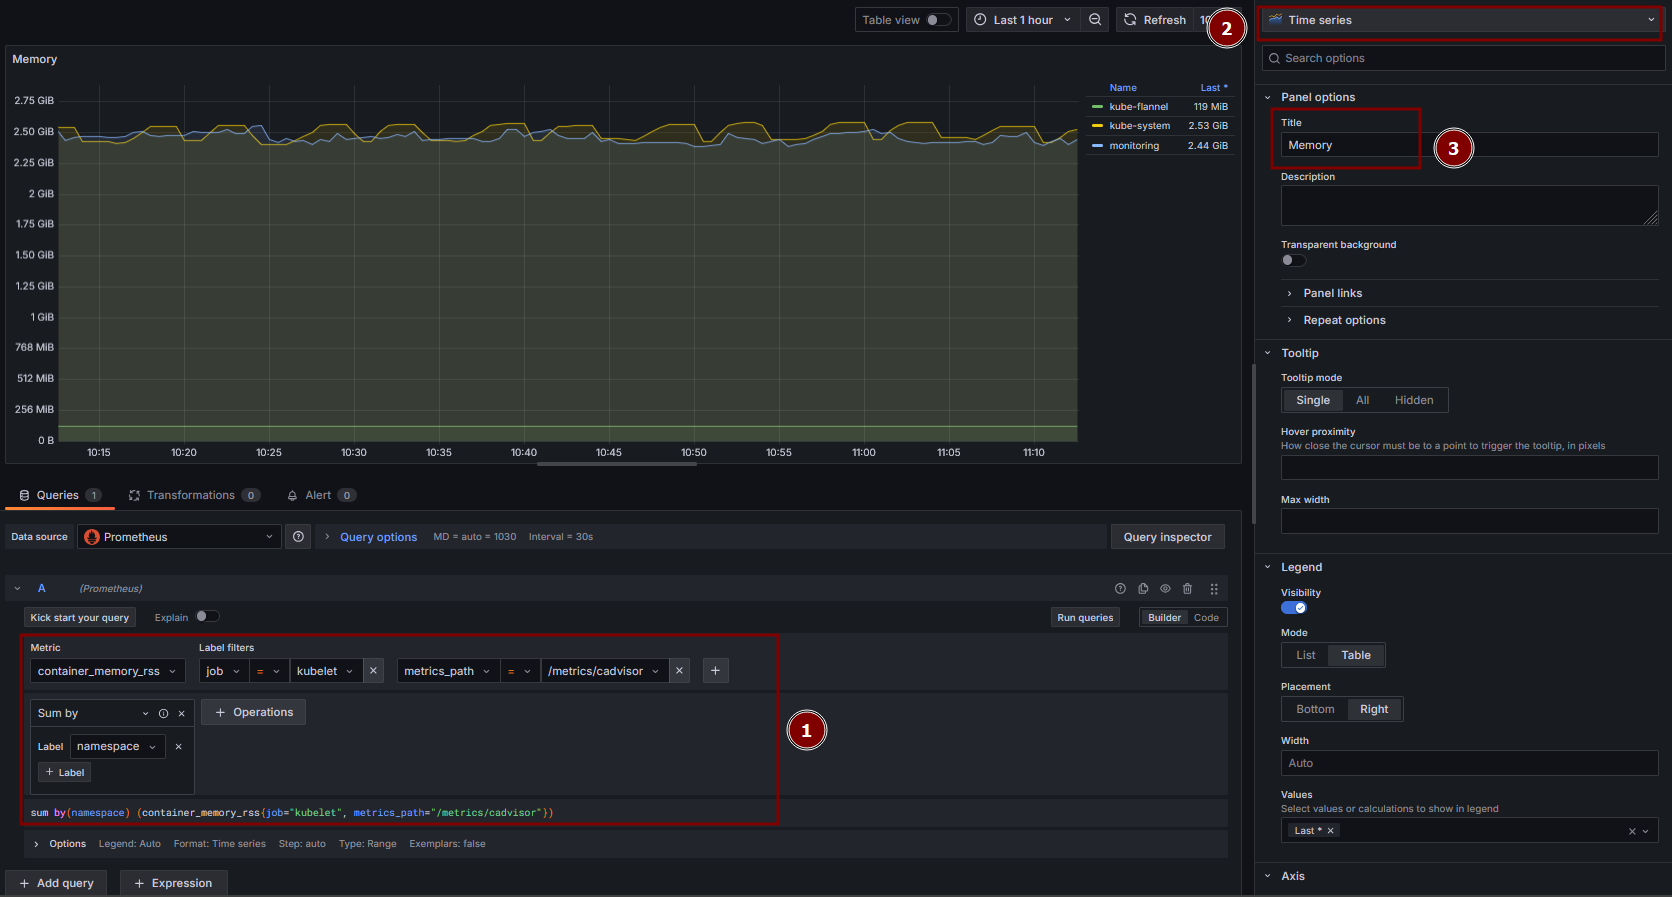 Table view
Last 1 hour
Refresh
10
2
Time series
Memory
Search options
2.75 GiB
2.50 GiB
2.25 GiB
2 GiB
1.75 GiB
1.50 GiB
1.25 GiB
1 GiB
768 MiB
512 MiB
256 MiB
0 B
10:15 10:20 10:25 10:30 10:35 10:40 10:45 10:50 10:55 11:00 11:05 11:10
Name Last *
kube-flannel 119 MiB
kube-system 2.53 GiB
monitoring 2.44 GiB
Panel options
Title
Memory
3
Description
Transparent background
Panel links
Repeat options
Tooltip
Tooltip mode
Single All Hidden
Hover proximity
How close the cursor must be to a point to trigger the tooltip, in pixels
Max width
Legend
Visibility
Mode
List Table
Placement
Bottom Right
Width
Auto
Values
Select values or calculations to show in legend
Last *
Axis
Queries 1 Transformations 0 Alert 0
Data source Prometheus Query options MD = auto = 1030 Interval = 30s Query inspector
A (Prometheus)
Kick start your query Explain Run queries Builder Code
Metric Label filters
container_memory_rss job = kubelet metrics_path = /metrics/cadvisor
Sum by + Operations
1
Label namespace
+ Label
sum by(namespace) (container_memory_rss{job="kubelet", metrics_path="/metrics/cadvisor"})
Options Legend: Auto Format: Time series Step: auto Type: Range Exemplars: false
+ Add query + Expression